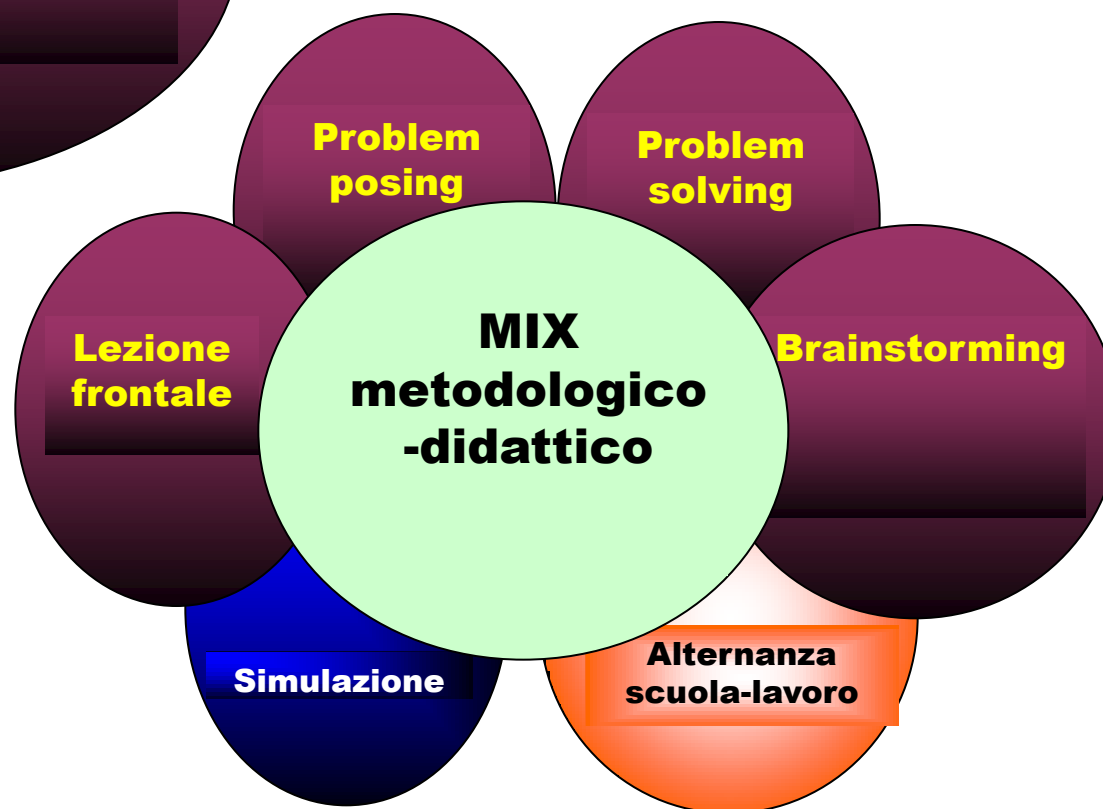 Problem
posing
Problem
solving
Lezione
frontale
MIX
metodologico
-didattico
Brainstorming
Simulazione
Alternanza
scuola-lavoro